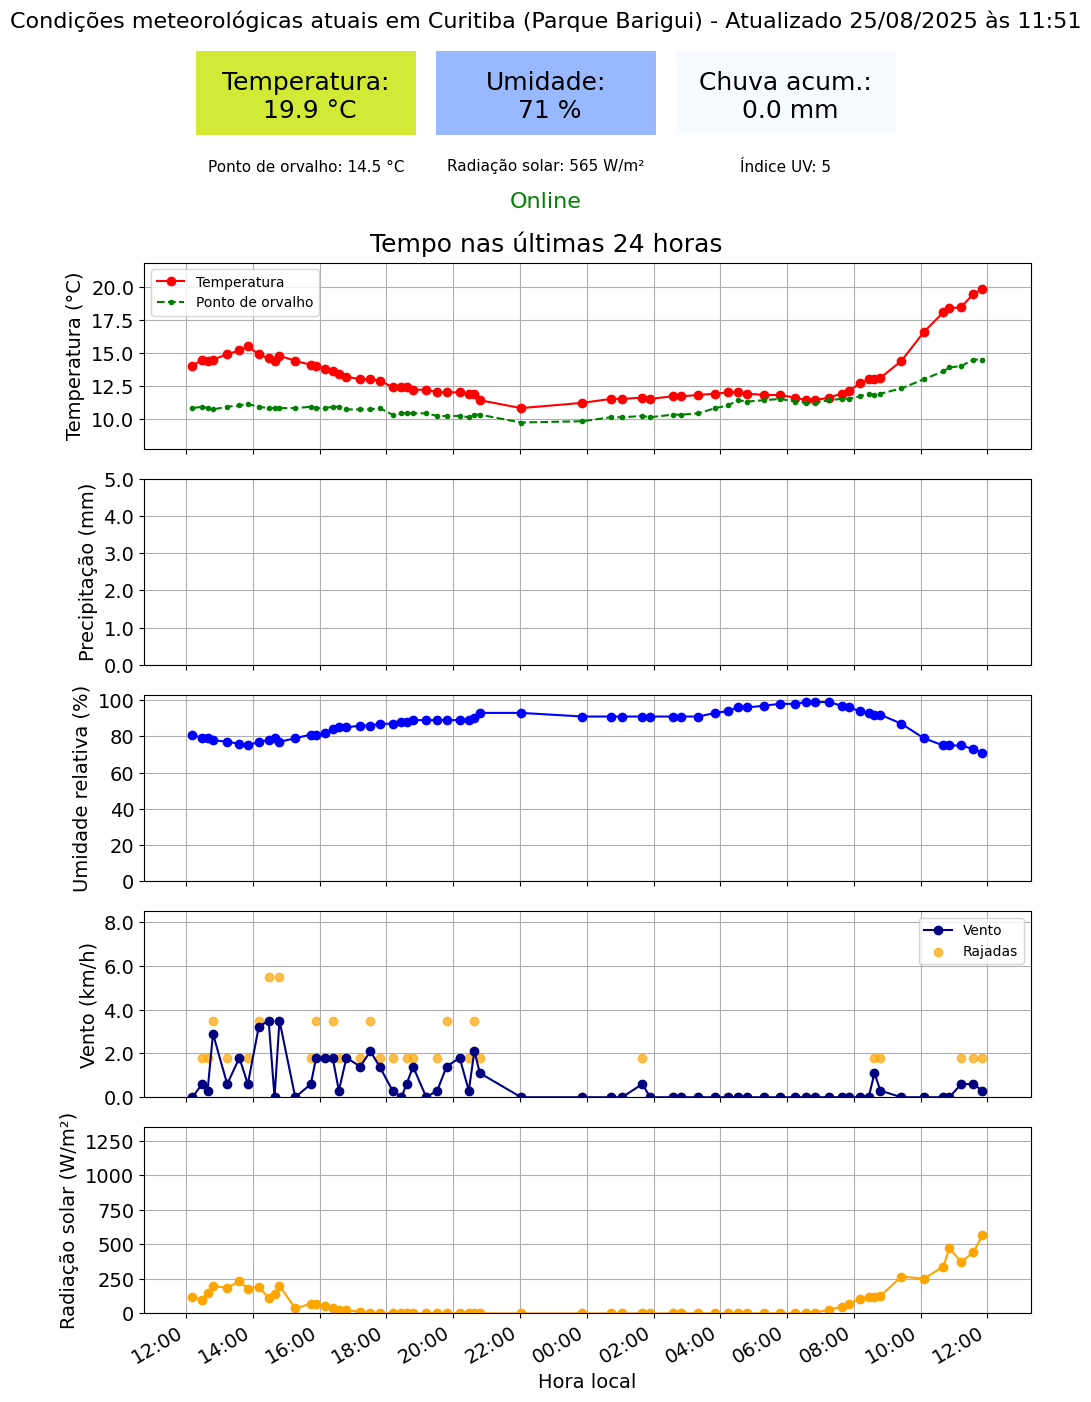 Condições meteorológicas atuais em Curitiba (Parque Barigui) - Atualizado 25/08/2025 às 11:51
Temperatura:
19.9 °C
Umidade:
71 %
Chuva acum.:
0.0 mm
Ponto de orvalho: 14.5 °C
Radiação solar: 565 W/m²
Índice UV: 5
Online
Tempo nas últimas 24 horas
Temperatura (°C)
20.0
17.5
15.0
12.5
10.0
Temperatura
Ponto de orvalho
Precipitação (mm)
5.0
4.0
3.0
2.0
1.0
0.0
Umidade relativa (%)
100
80
60
40
20
0
Vento (km/h)
8.0
6.0
4.0
2.0
0.0
Vento
Rajadas
Radiação solar (W/m²)
1250
1000
750
500
250
0
12:00
14:00
16:00
18:00
20:00
22:00
00:00
02:00
04:00
06:00
08:00
10:00
12:00
Hora local